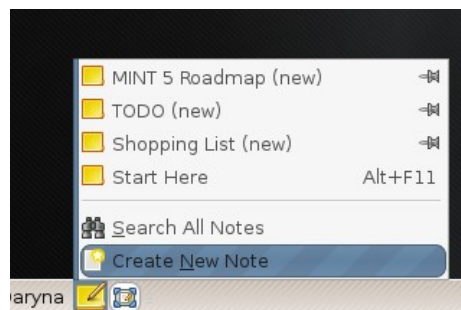 MINT 5 Roadmap (new)
TODO (new)
Shopping List (new)
Start Here Alt+F11
Search All Notes
Create New Note
aryna